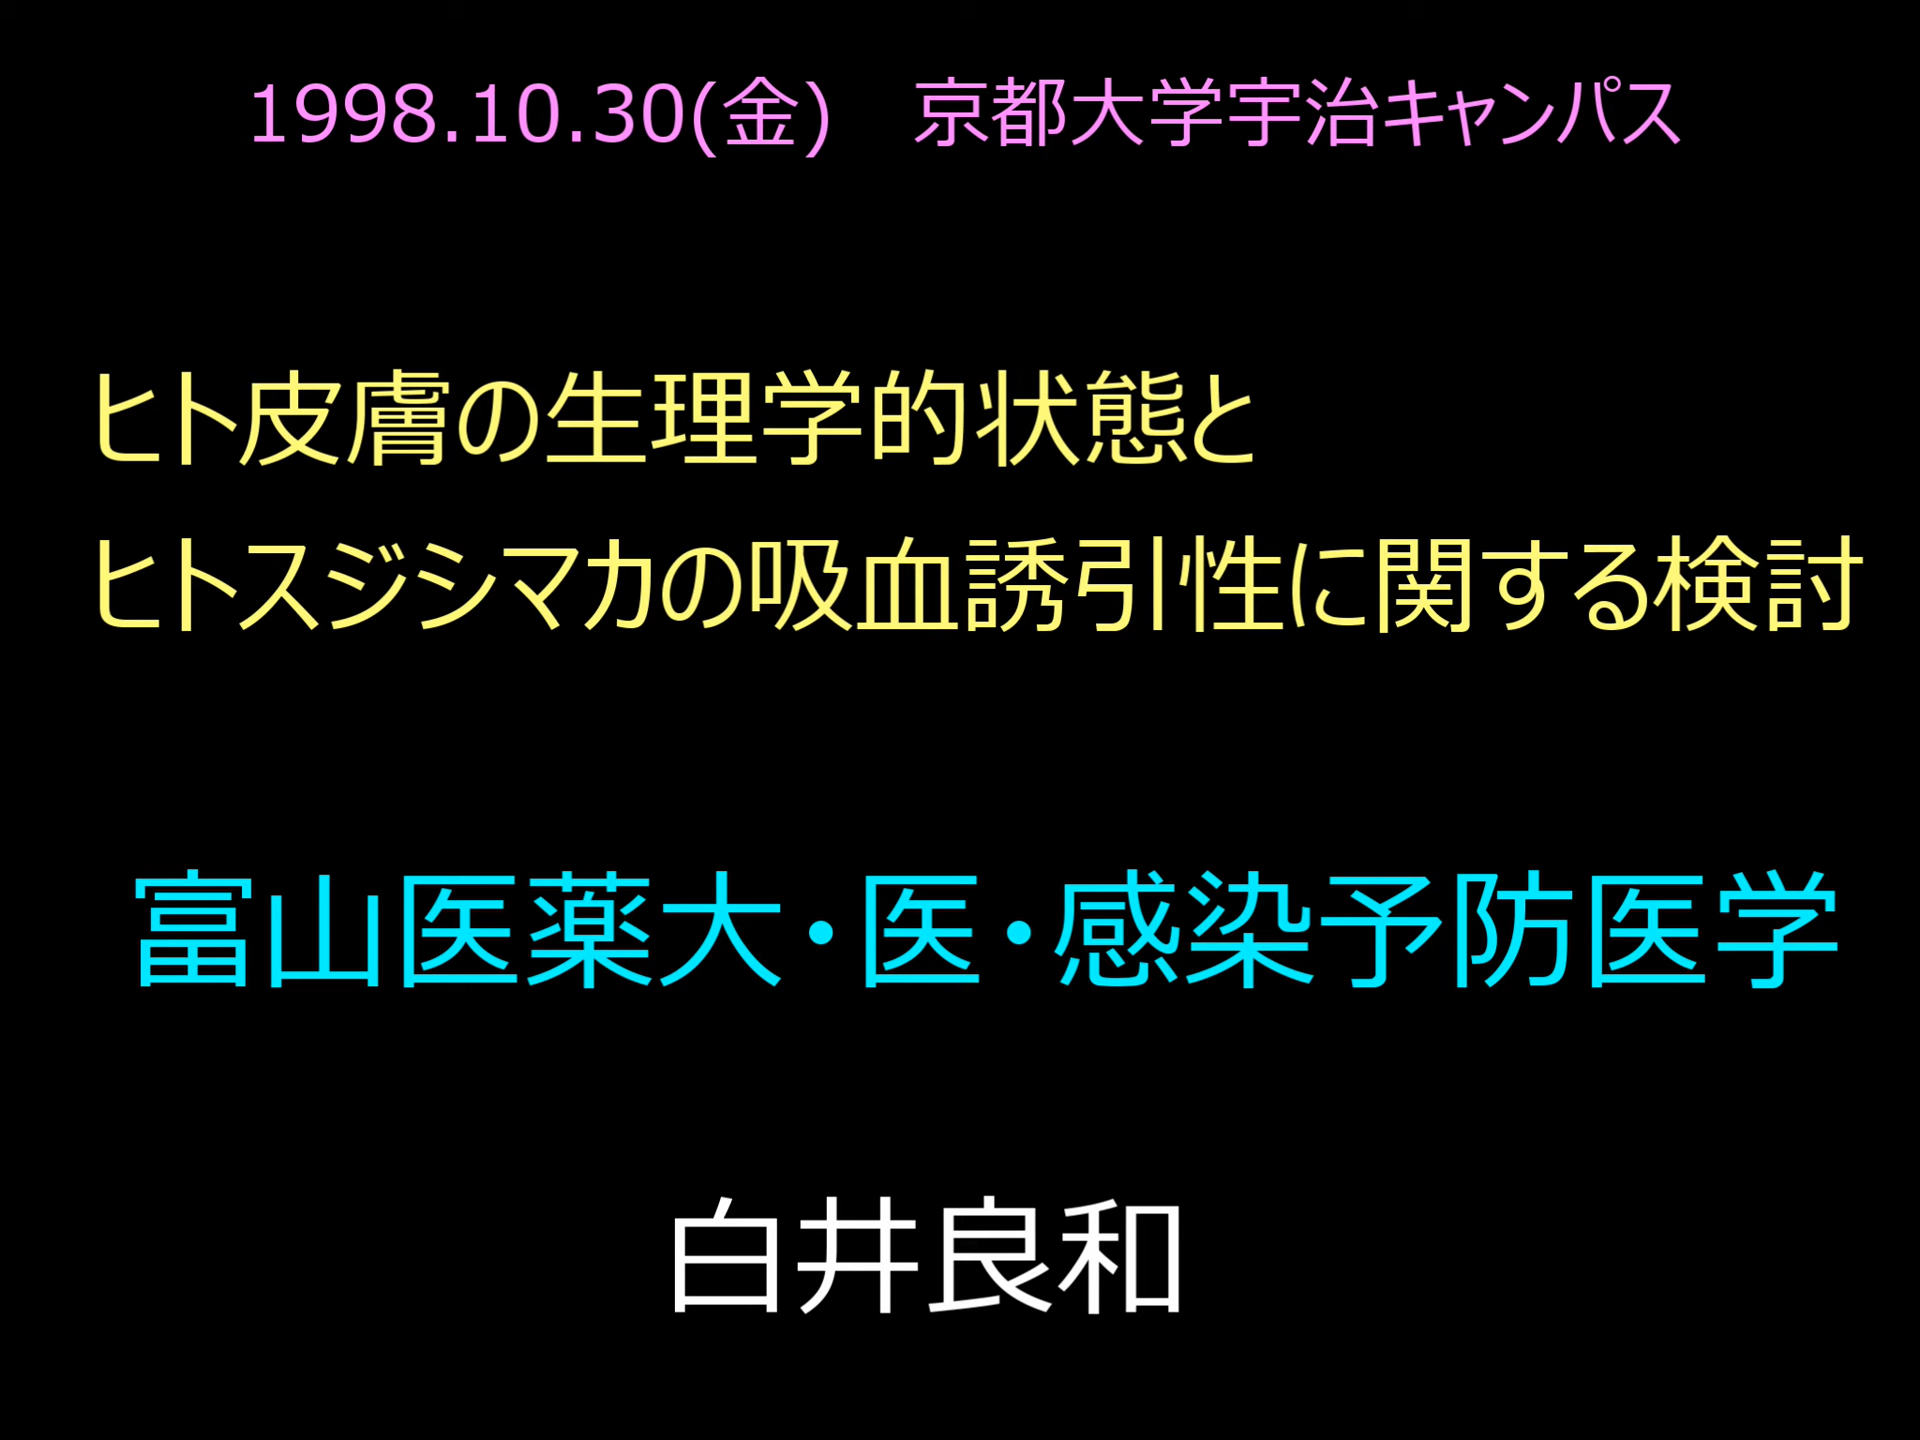 1998.10.30(金)　京都大学宇治キャンパス
ヒト皮膚の生理学的状態と
ヒトスジシマカの吸血誘引性に関する検討
富山医薬大・医・感染予防医学
白井良和